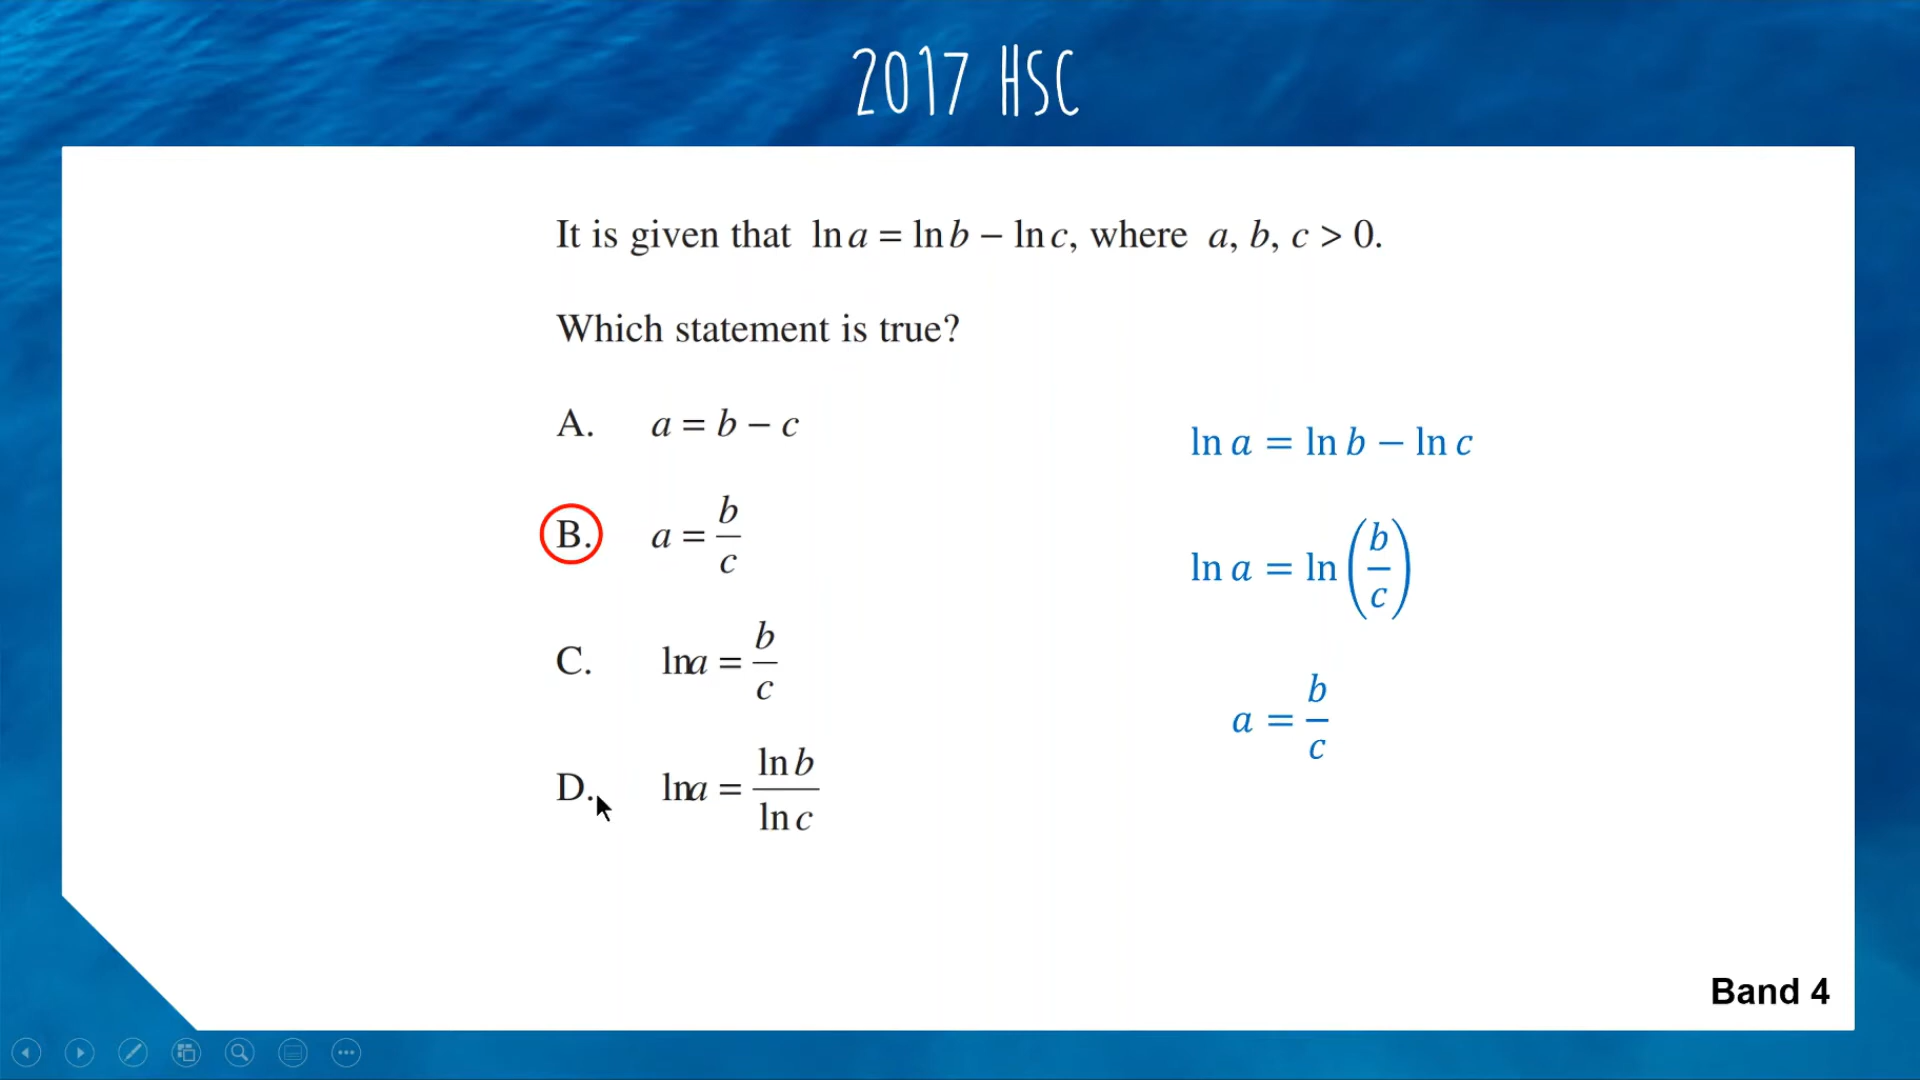 2017 HSC
It is given that ln a = ln b − ln c, where a, b, c > 0.
Which statement is true?
A. a = b − c
B. a = b/c
C. ln a = b/c
D. ln a = ln b/ln c
ln a = ln b − ln c
ln a = ln (b/c)
a = b/c
Band 4